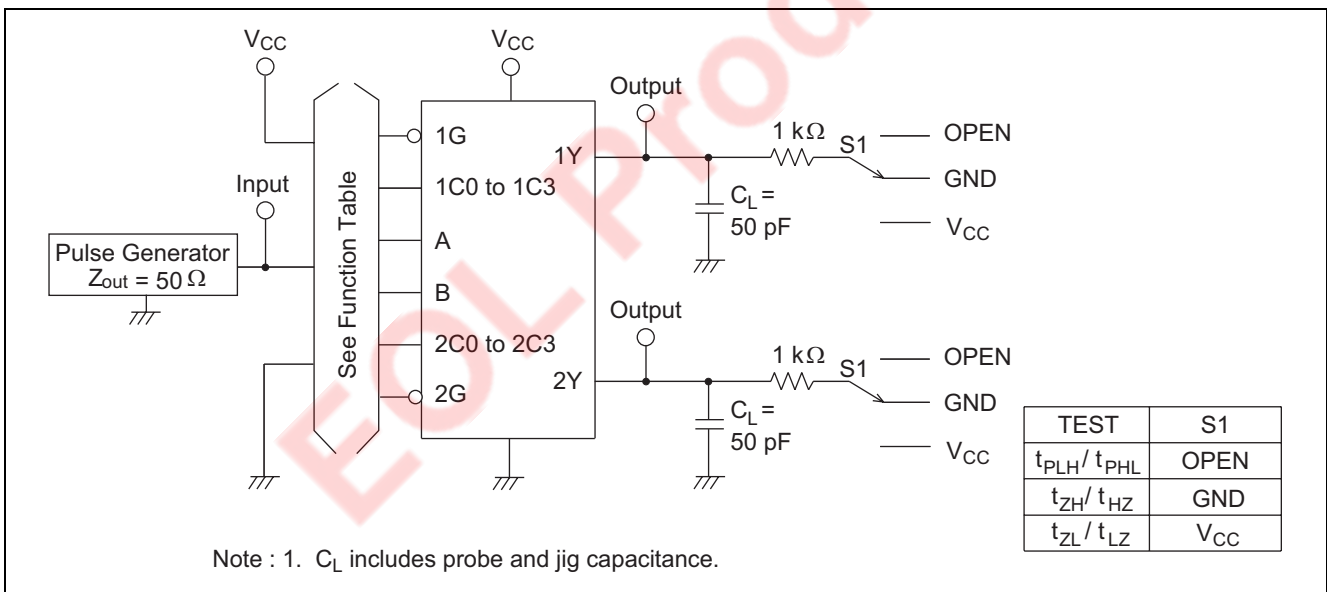 VCC
VCC
Output
1 kΩ
S1
OPEN
GND
VCC
1G
1Y
1C0 to 1C3
CL =
50 pF
Input
A
Pulse Generator
Zout = 50 Ω
See Function Table
B
2C0 to 2C3
2G
2Y
Output
1 kΩ
S1
OPEN
GND
VCC
CL =
50 pF
TEST S1
tPLH / tPHL OPEN
tZH / tHZ GND
tZL / tLZ VCC
Note : 1. CL includes probe and jig capacitance.
EOL Prod